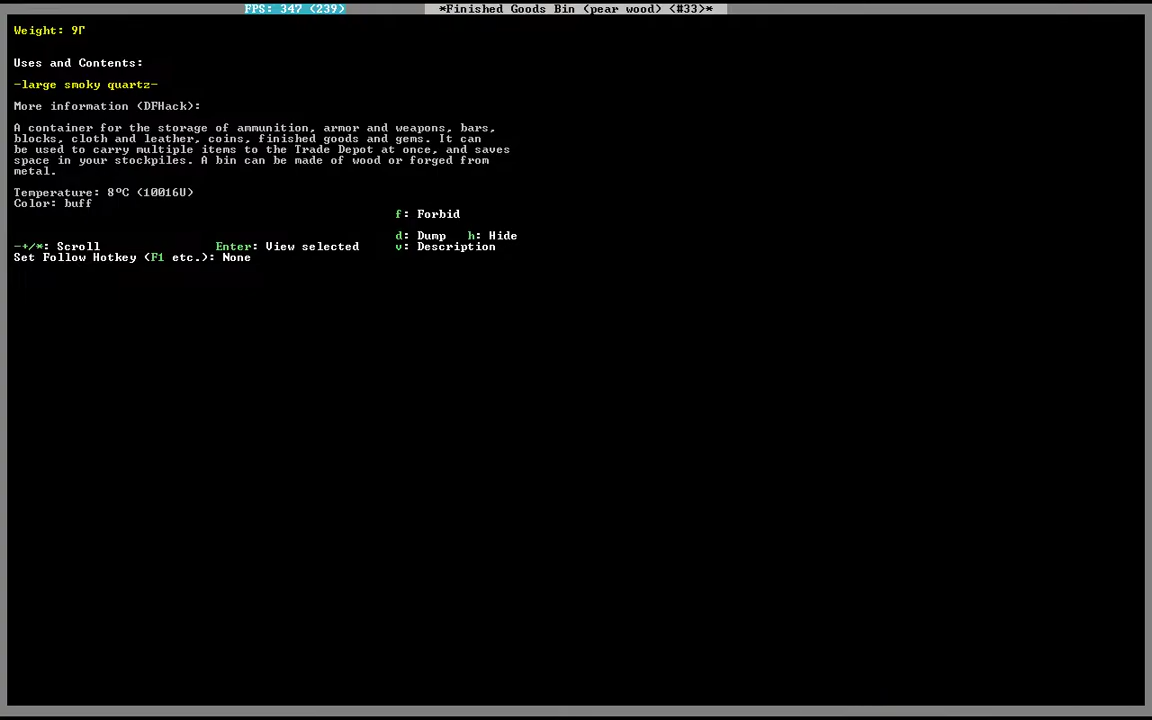 FPS: 347 (239) *Finished Goods Bin (pear wood) (#33)*
Weight: 9Γ
Uses and Contents:
-large smoky quartz-
More information (DFHack):
A container for the storage of ammunition, armor and weapons, bars,
blocks, cloth and leather, coins, finished goods and gems. It can
be used to carry multiple items to the Trade Depot at once, and saves
space in your stockpiles. A bin can be made of wood or forged from
metal.
Temperature: 8°C (10016U)
Color: buff
f: Forbid
d: Dump h: Hide
-+/*: Scroll Enter: View selected v: Description
Set Follow Hotkey (F1 etc.): None